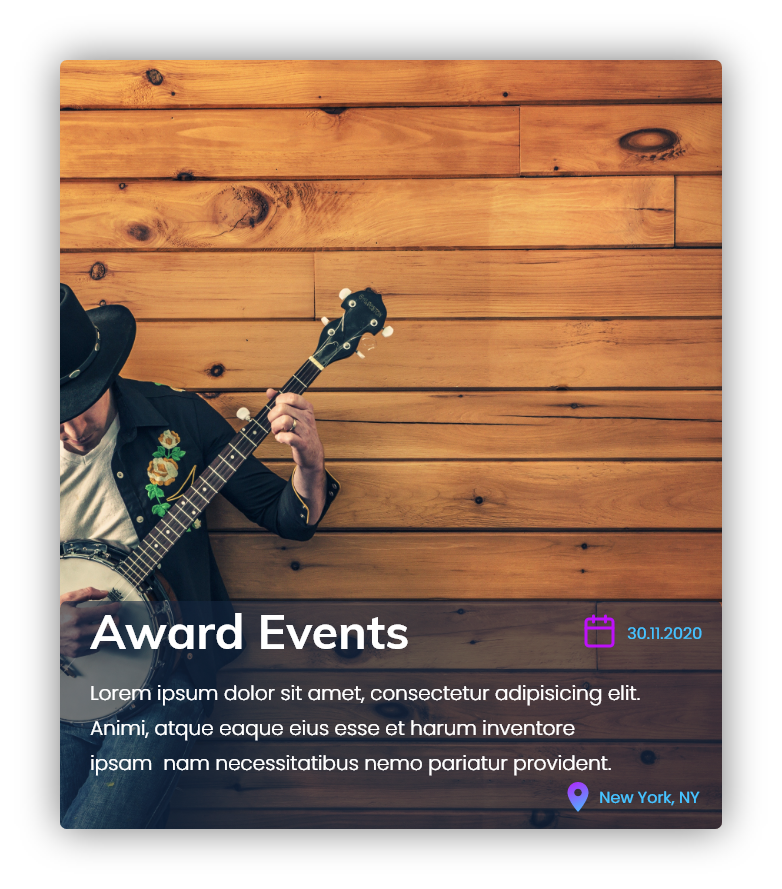 Award Events
30.11.2020
Lorem ipsum dolor sit amet, consectetur adipisicing elit.
Animi, atque eaque eius esse et harum inventore
ipsam  nam necessitatibus nemo pariatur provident.
New York, NY